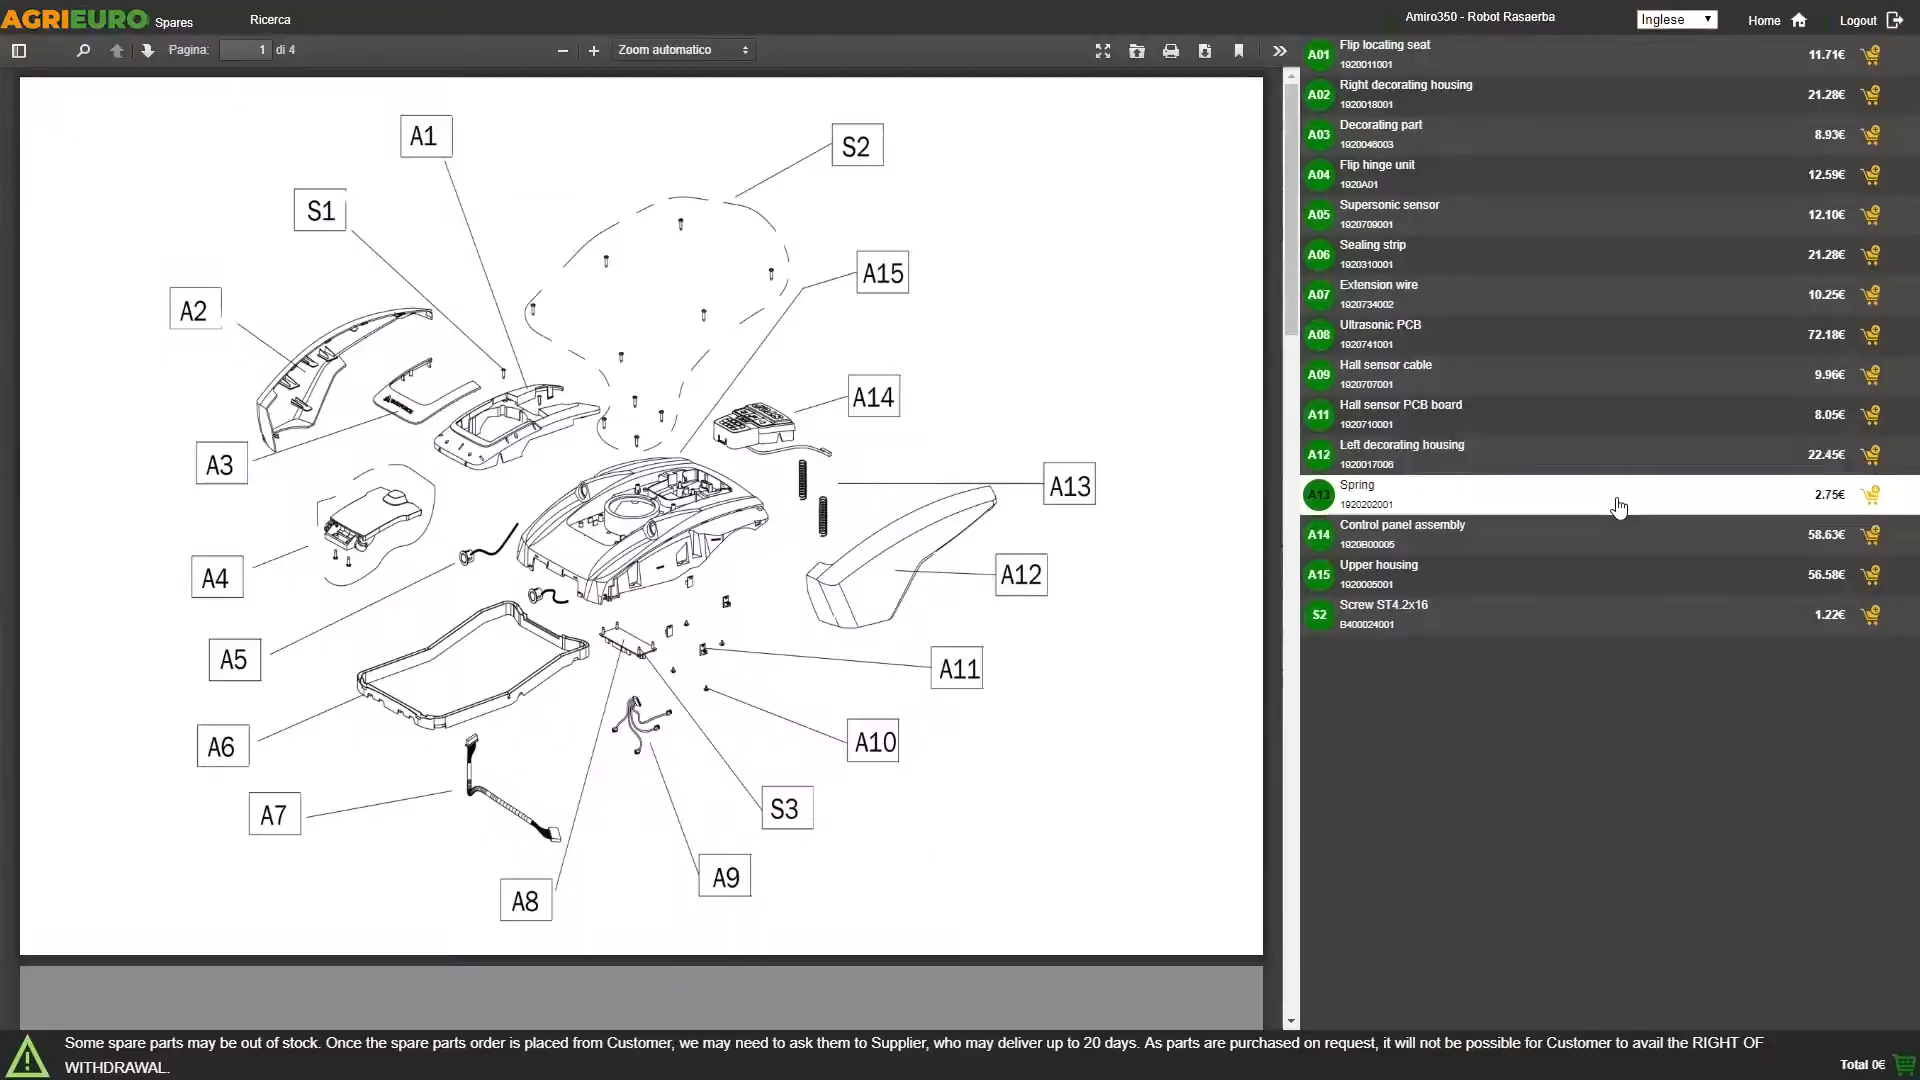 AGRIEURO Spares
Ricerca
Amiro350 - Robot Rasaerba
Inglese
Home
Logout
Pagina: 1 di 4
Zoom automatico
A1
S2
S1
A15
A2
A14
A3
A13
A4
A12
A5
A11
A6
A10
A7
S3
A9
A8
A01 Flip locating seat 11.71€
1920011001
A02 Right decorating housing 21.28€
1920018001
A03 Decorating part 8.93€
1920046003
A04 Flip hinge unit 12.59€
1920A01
A05 Supersonic sensor 12.10€
1920709001
A06 Sealing strip 21.28€
1920310001
A07 Extension wire 10.25€
1920734002
A08 Ultrasonic PCB 72.18€
1920741001
A09 Hall sensor cable 9.96€
1920707001
A11 Hall sensor PCB board 8.05€
1920710001
A12 Left decorating housing 22.45€
1920017006
A13 Spring 2.75€
1920202001
A14 Control panel assembly 58.63€
1920B00005
A15 Upper housing 56.58€
1920005001
S2 Screw ST4.2x16 1.22€
B400024001
Some spare parts may be out of stock. Once the spare parts order is placed from Customer, we may need to ask them to Supplier, who may deliver up to 20 days. As parts are purchased on request, it will not be possible for Customer to avail the RIGHT OF
WITHDRAWAL.
Total 0€